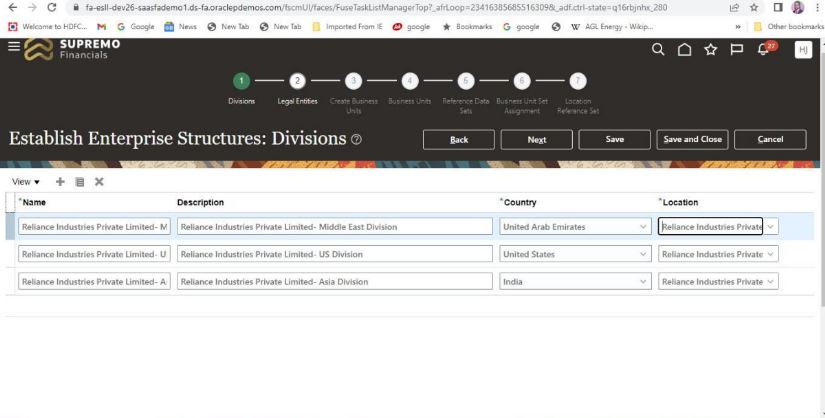 fa-esll-dev26-saasfademo1.ds-fa.oraclepdemos.com/fscmUI/faces/FuseTaskListManagerTop?_afrLoop=23416385685516309&_adf.ctrl-state=q16rbjnhx_280
Welcome to HDFC... G Google News New Tab New Tab Imported From IE google Bookmarks G google W AGL Energy - Wikip... » Other bookmarks
SUPREMO
Financials
27
HJ
1 2 3 4 5 6 7
Divisions Legal Entities Create Business Units Business Units Reference Data Sets Business Unit Set Assignment Location Reference Set
Establish Enterprise Structures: Divisions
Back Next Save Save and Close Cancel
View
*Name Description *Country *Location
Reliance Industries Private Limited- M Reliance Industries Private Limited- Middle East Division United Arab Emirates Reliance Industries Private
Reliance Industries Private Limited- U Reliance Industries Private Limited- US Division United States Reliance Industries Private
Reliance Industries Private Limited- A Reliance Industries Private Limited- Asia Division India Reliance Industries Private